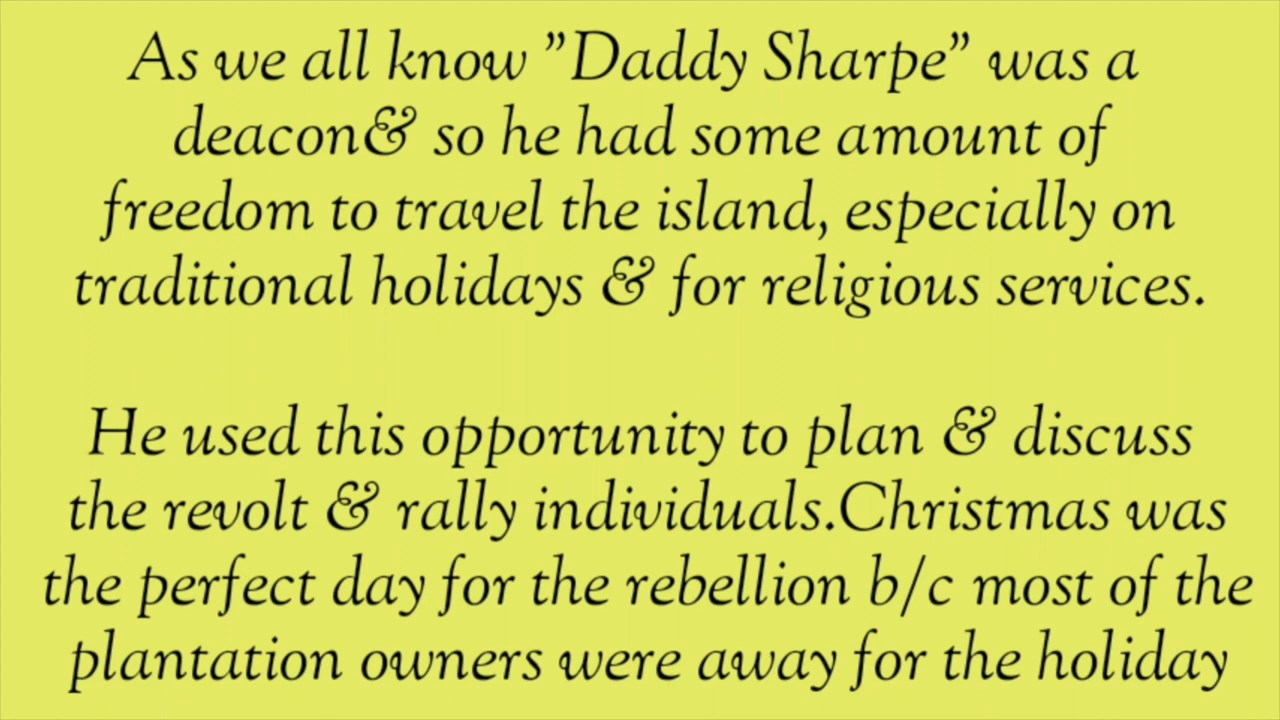 As we all know ”Daddy Sharpe” was a
deacon& so he had some amount of
freedom to travel the island, especially on
traditional holidays & for religious services.
He used this opportunity to plan & discuss
the revolt & rally individuals.Christmas was
the perfect day for the rebellion b/c most of the
plantation owners were away for the holiday